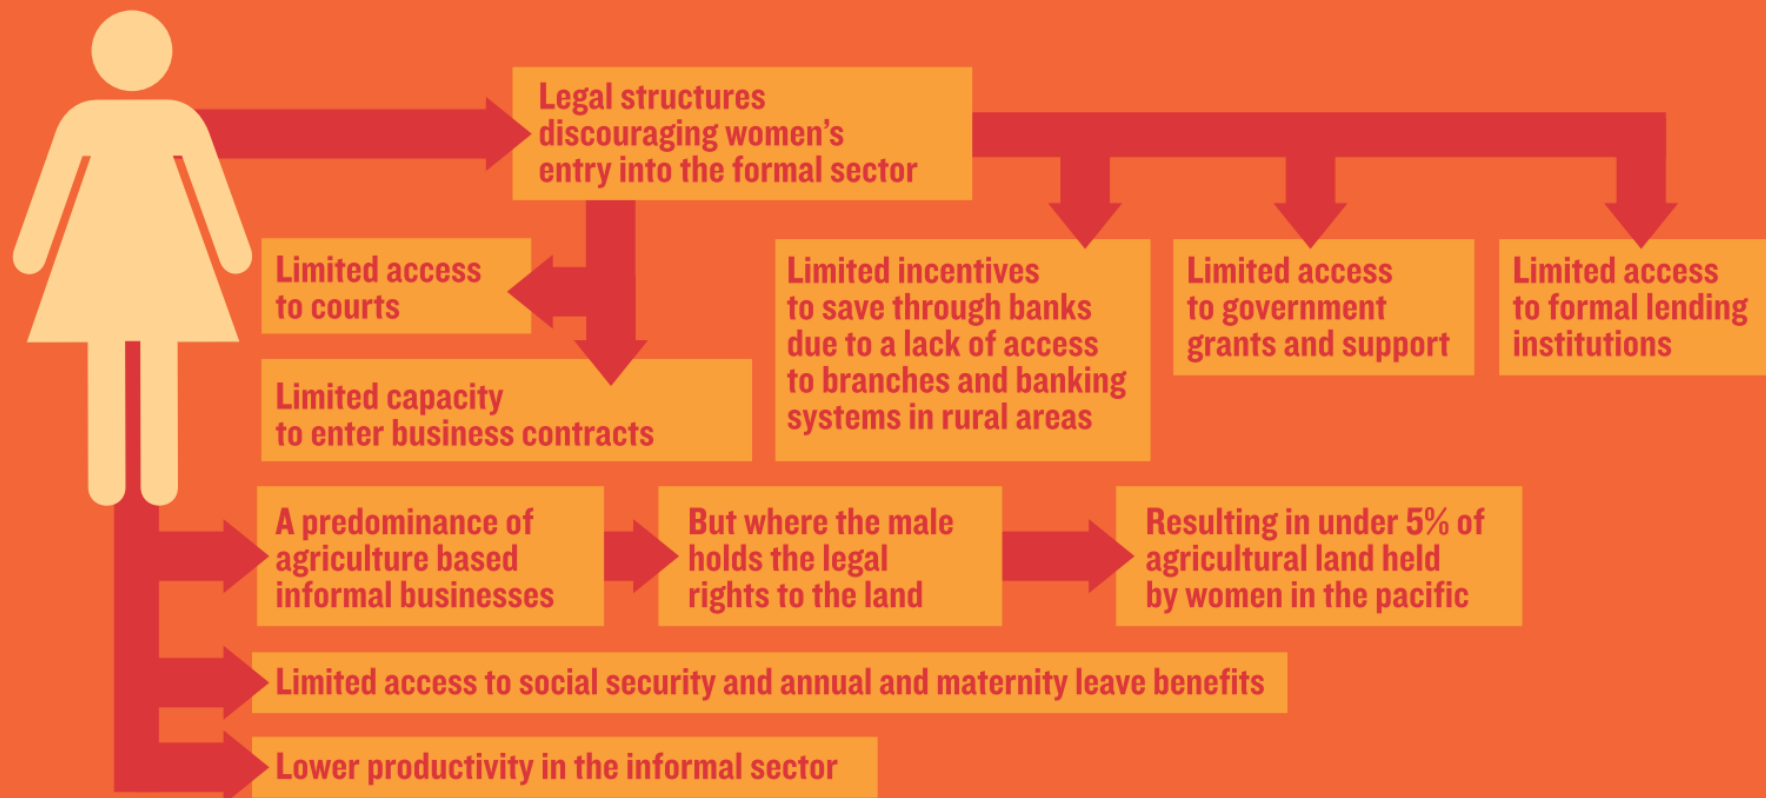 Legal structures
discouraging women’s
entry into the formal sector
Limited access
to courts
Limited capacity
to enter business contracts
Limited incentives
to save through banks
due to a lack of access
to branches and banking
systems in rural areas
Limited access
to government
grants and support
Limited access
to formal lending
institutions
A predominance of
agriculture based
informal businesses
But where the male
holds the legal
rights to the land
Resulting in under 5% of
agricultural land held
by women in the pacific
Limited access to social security and annual and maternity leave benefits
Lower productivity in the informal sector